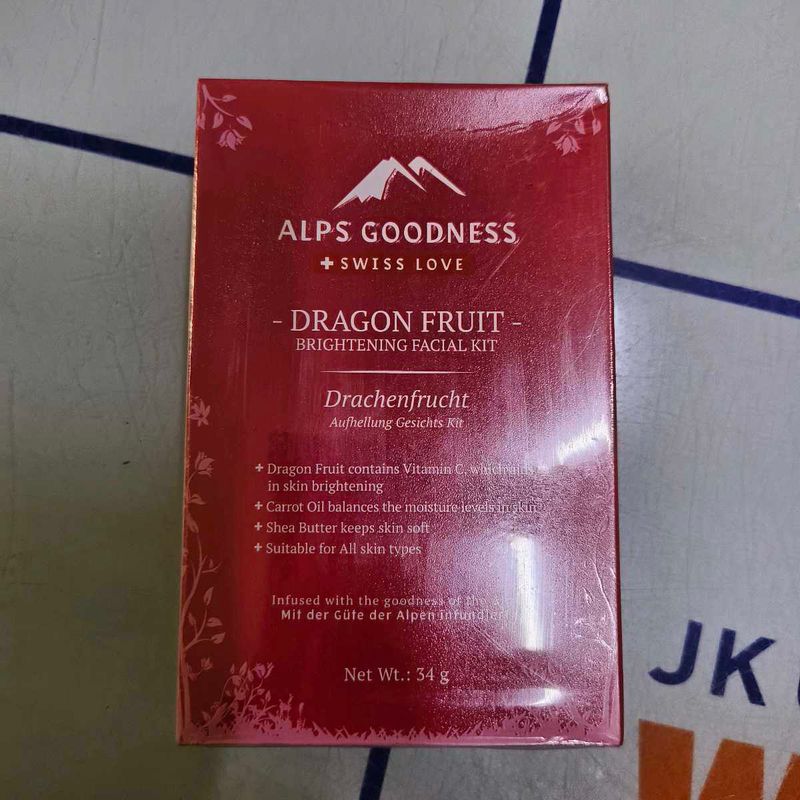 ALPS GOODNESS
+ SWISS LOVE
- DRAGON FRUIT -
BRIGHTENING FACIAL KIT
Drachenfrucht
Aufhellung Gesichts Kit
+ Dragon Fruit contains Vitamin C, which aids
in skin brightening
+ Carrot Oil balances the moisture levels in skin
+ Shea Butter keeps skin soft
+ Suitable for All skin types
Infused with the goodness of the
Mit der Güte der Alpen infundiert
Net Wt.: 34 g
JK